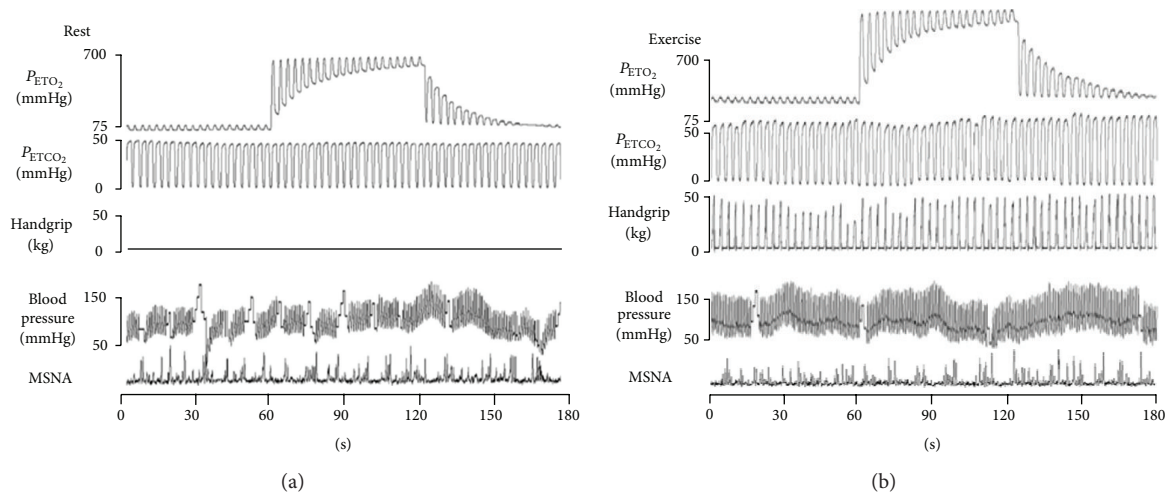 Rest
700
P_ETO₂
(mmHg)
75
50
P_ETCO₂
(mmHg)
0
50
Handgrip
(kg)
0
Blood
pressure
(mmHg)
150
50
MSNA
0 30 60 90 120 150 180
(s)
(a)
Exercise
700
P_ETO₂
(mmHg)
75
50
P_ETCO₂
(mmHg)
0
50
Handgrip
(kg)
0
Blood
pressure
(mmHg)
150
50
MSNA
0 30 60 90 120 150 180
(s)
(b)